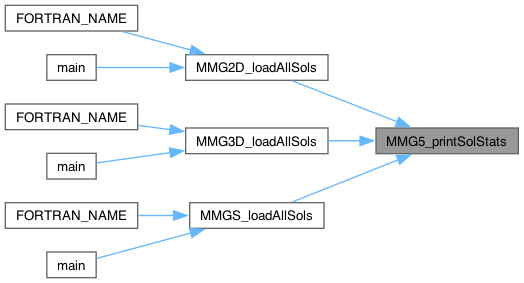 FORTRAN_NAME
main
MMG2D_loadAllSols
FORTRAN_NAME
main
MMG3D_loadAllSols
MMG5_printSolStats
FORTRAN_NAME
main
MMGS_loadAllSols